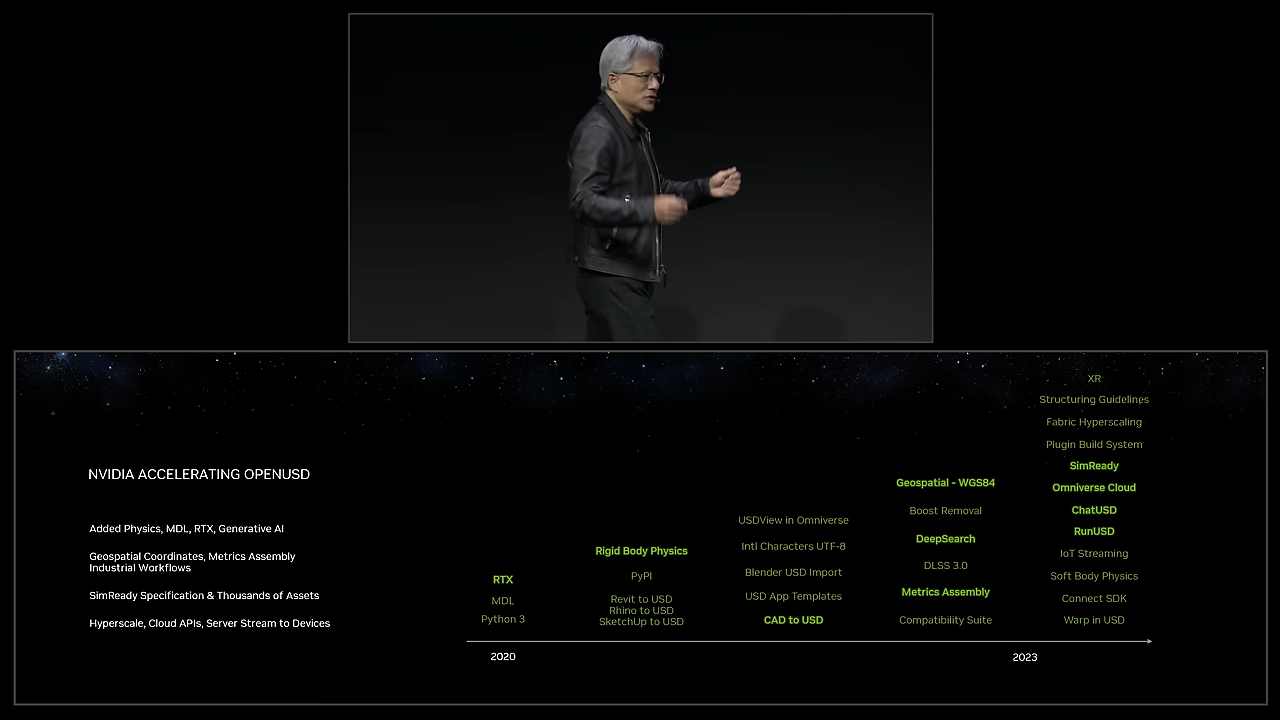 NVIDIA ACCELERATING OPENUSD
Added Physics, MDL, RTX, Generative AI
Geospatial Coordinates, Metrics Assembly
Industrial Workflows
SimReady Specification & Thousands of Assets
Hyperscale, Cloud APIs, Server Stream to Devices
RTX
MDL
Python 3
Rigid Body Physics
PyPI
Revit to USD
Rhino to USD
SketchUp to USD
USDView in Omniverse
Intl Characters UTF-8
Blender USD Import
USD App Templates
CAD to USD
Geospatial - WGS84
Boost Removal
DeepSearch
DLSS 3.0
Metrics Assembly
Compatibility Suite
XR
Structuring Guidelines
Fabric Hyperscaling
Plugin Build System
SimReady
Omniverse Cloud
ChatUSD
RunUSD
IoT Streaming
Soft Body Physics
Connect SDK
Warp in USD
2020
2023